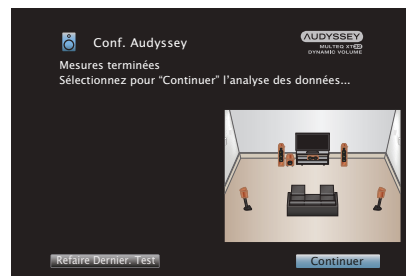 Conf. Audyssey
AUDYSSEY
MULTEQ XT32
DYNAMIC VOLUME
Mesures terminées
Sélectionnez pour “Continuer” l’analyse des données...
Refaire Dernier. Test
Continuer